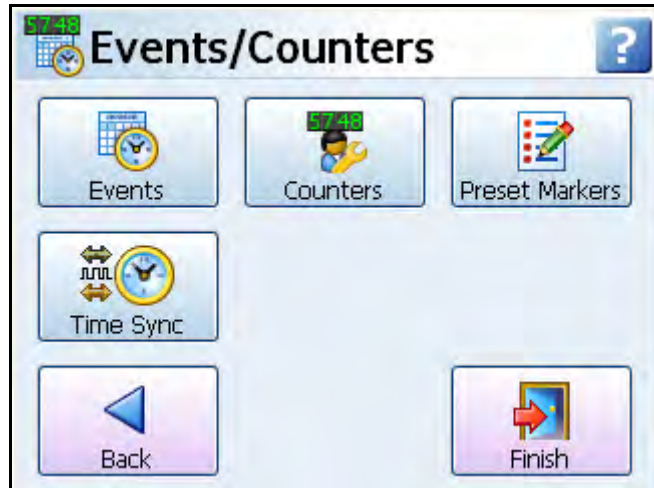 57:48
Events/Counters
?
57:48
Events
Counters
Preset Markers
Time Sync
Back
Finish